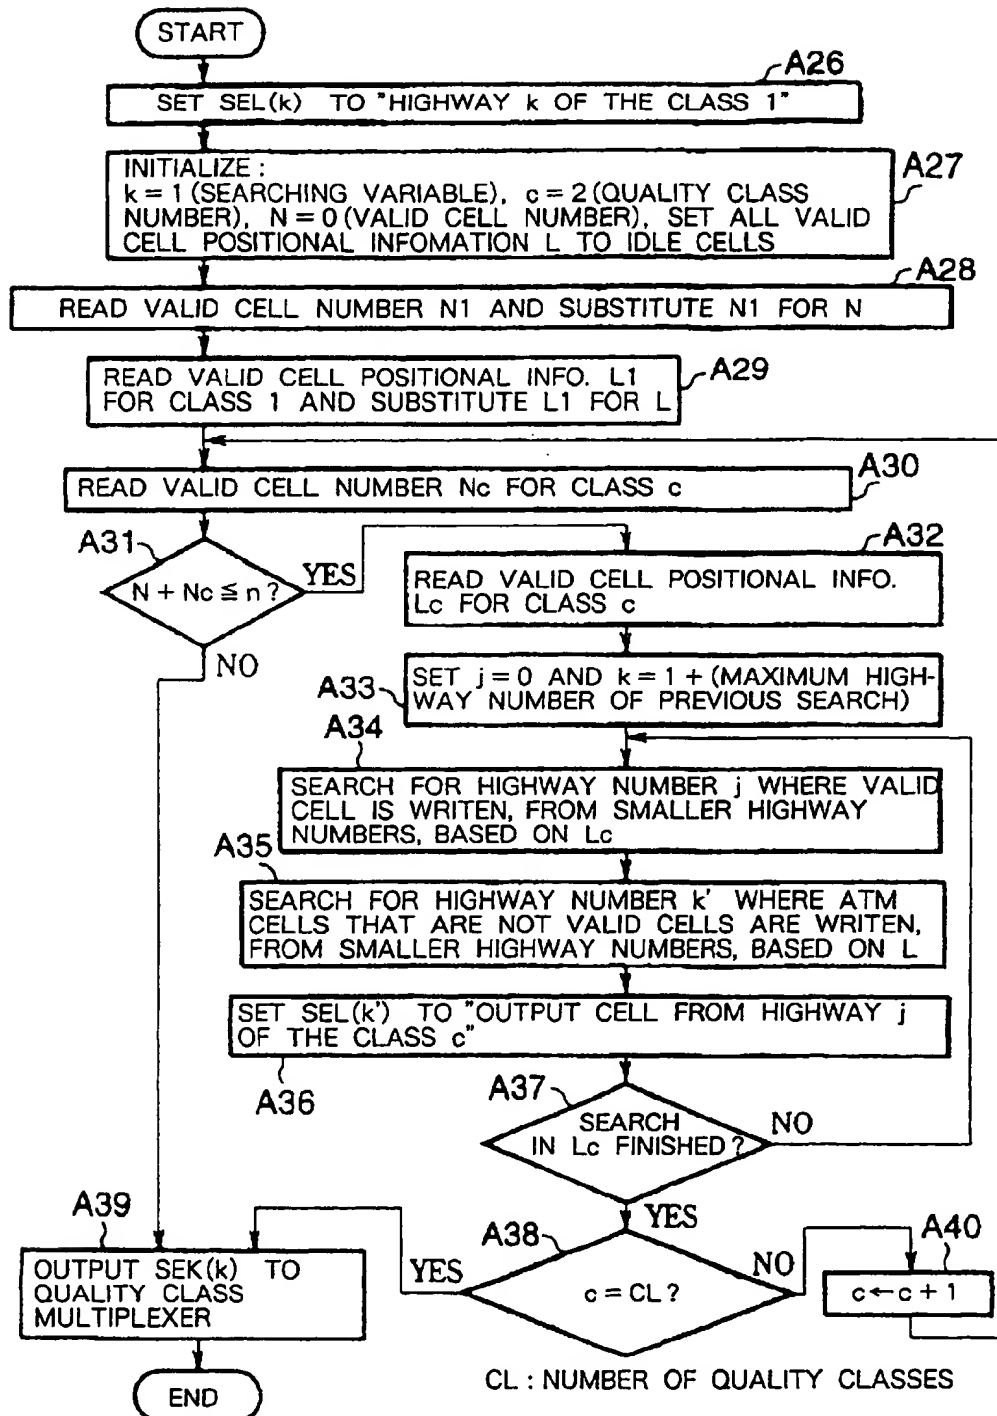 START
A26
SET SEL(k) TO "HIGHWAY k OF THE CLASS 1"
A27
INITIALIZE :
k = 1 (SEARCHING VARIABLE), c = 2 (QUALITY CLASS
NUMBER), N = 0 (VALID CELL NUMBER), SET ALL VALID
CELL POSITIONAL INFOMATION L TO IDLE CELLS
A28
READ VALID CELL NUMBER N1 AND SUBSTITUTE N1 FOR N
A29
READ VALID CELL POSITIONAL INFO. L1
FOR CLASS 1 AND SUBSTITUTE L1 FOR L
A30
READ VALID CELL NUMBER Nc FOR CLASS c
A31
N + Nc ≦ n ?
YES
NO
A32
READ VALID CELL POSITIONAL INFO.
Lc FOR CLASS c
A33
SET j = 0 AND k = 1 + (MAXIMUM HIGH-
WAY NUMBER OF PREVIOUS SEARCH)
A34
SEARCH FOR HIGHWAY NUMBER j WHERE VALID
CELL IS WRITEN, FROM SMALLER HIGHWAY
NUMBERS, BASED ON Lc
A35
SEARCH FOR HIGHWAY NUMBER k' WHERE ATM
CELLS THAT ARE NOT VALID CELLS ARE WRITEN,
FROM SMALLER HIGHWAY NUMBERS, BASED ON L
SET SEL(k') TO "OUTPUT CELL FROM HIGHWAY j
OF THE CLASS c"
A36
A37
SEARCH
IN Lc FINISHED ?
NO
YES
A38
c = CL ?
YES
NO
A40
c ← c + 1
A39
OUTPUT SEK(k) TO
QUALITY CLASS
MULTIPLEXER
END
CL : NUMBER OF QUALITY CLASSES